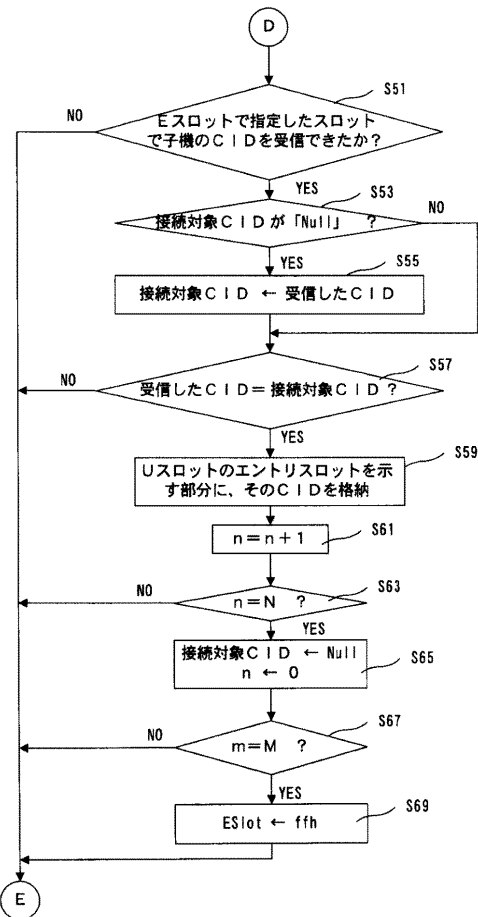 D
S51
NO
Eスロットで指定したスロット
で子機のCIDを受信できたか?
YES
S53
接続対象CIDが「Null」 ?
NO
YES
S55
接続対象CID ← 受信したCID
S57
NO
受信したCID=接続対象CID?
YES
S59
Uスロットのエントリスロットを示
す部分に、そのCIDを格納
S61
n=n+1
S63
NO
n=N ?
YES
接続対象CID ← Null
n ← 0
S65
S67
NO
m=M ?
YES
S69
ESlot ← ffh
E